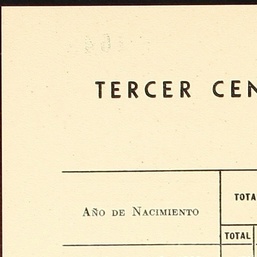 TERCER CEN
Año de Nacimiento
TOTA
TOTAL